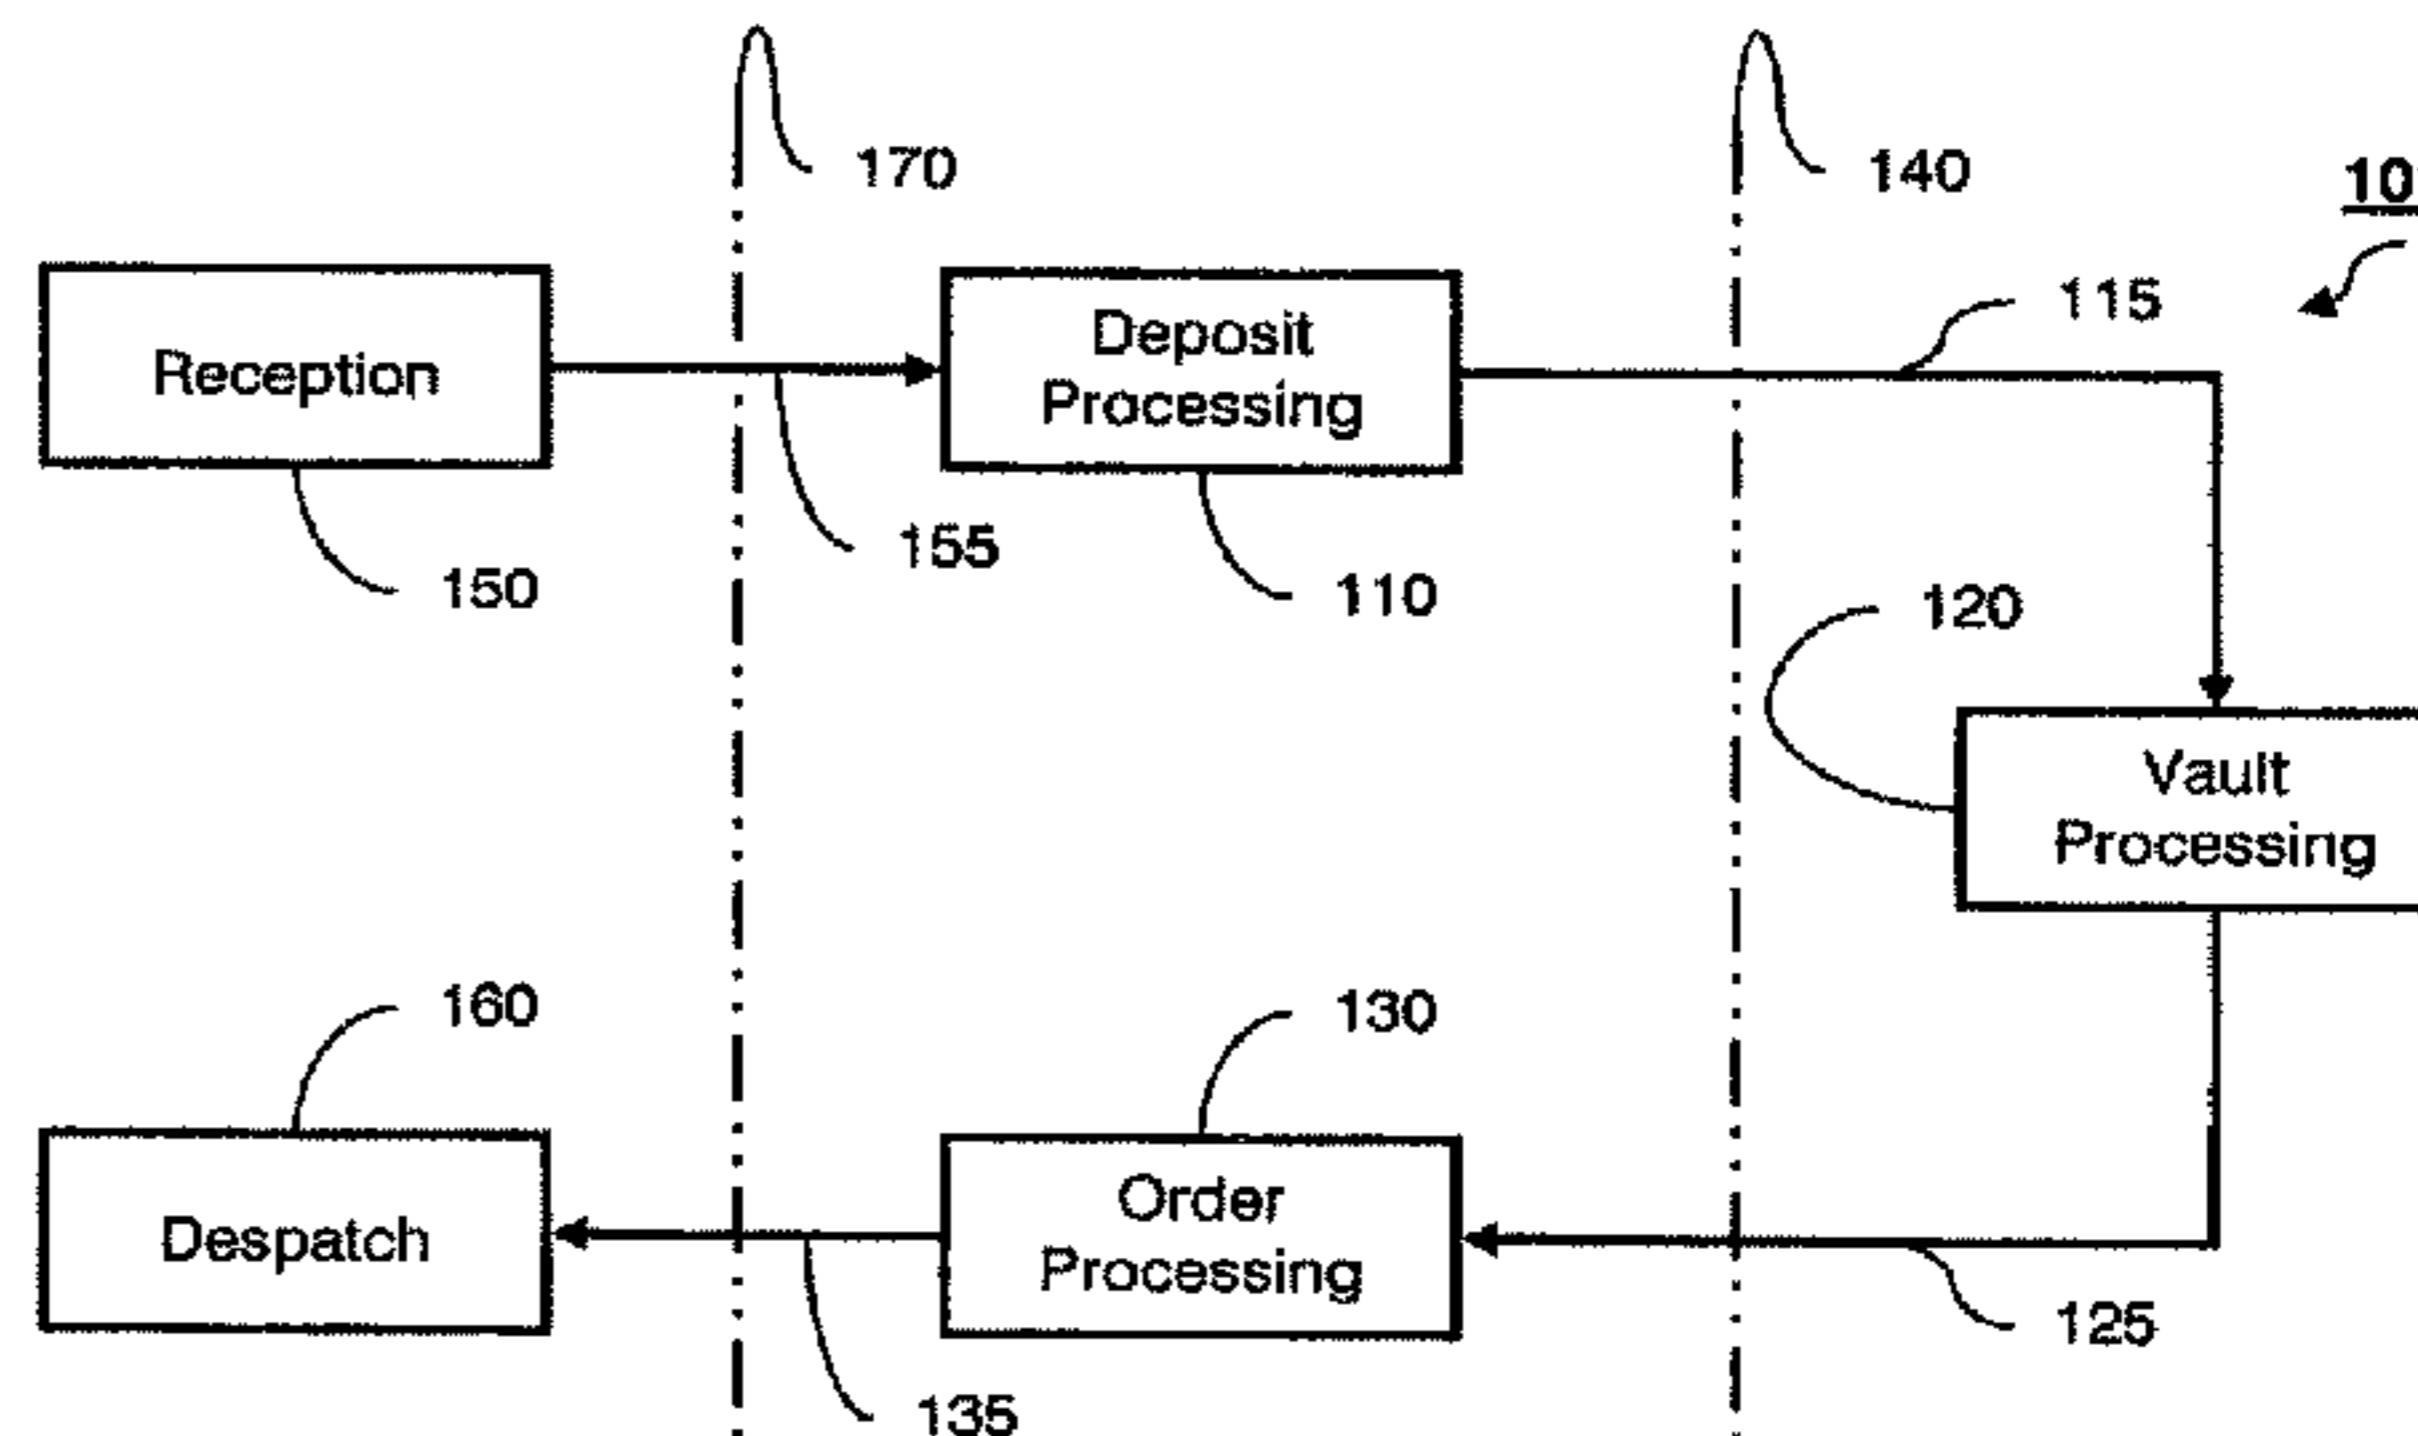 170
140
10
Reception
Deposit
Processing
115
150
155
110
120
Vault
Processing
160
130
Despatch
Order
Processing
125
135